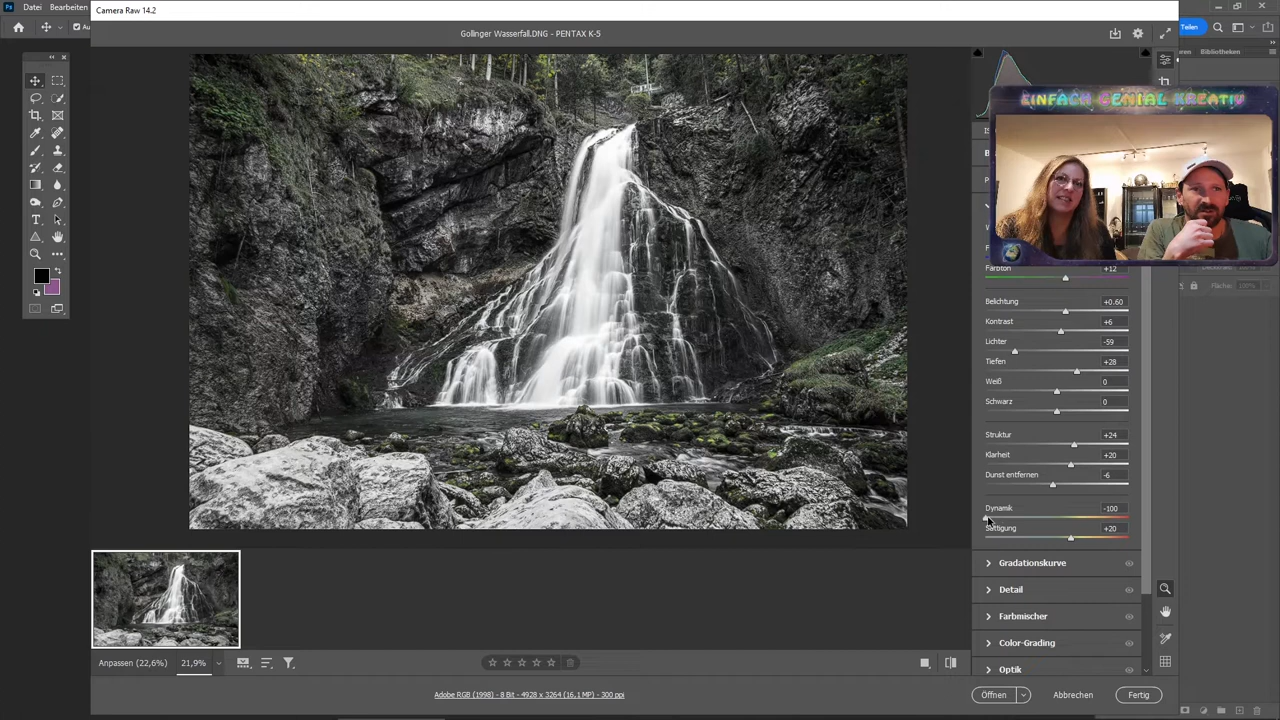 Camera Raw 14.2
Datei
Bearbeiten
Teilen
Gollinger Wasserfall.DNG - PENTAX K-5
Bibliotheken
EINFACH GENIAL KREATIV
Farbton +12
Belichtung +0.60
Kontrast +6
Lichter -59
Tiefen +28
Weiß 0
Schwarz 0
Struktur +24
Klarheit +20
Dunst entfernen -6
Dynamik -100
Sättigung +20
Gradationskurve
Detail
Farbmischer
Color-Grading
Optik
Fläche: 100%
Anpassen (22,6%) 21,9%
Adobe RGB (1998) - 8 Bit - 4928 x 3264 (16,1 MP) - 300 ppi
Öffnen
Abbrechen
Fertig